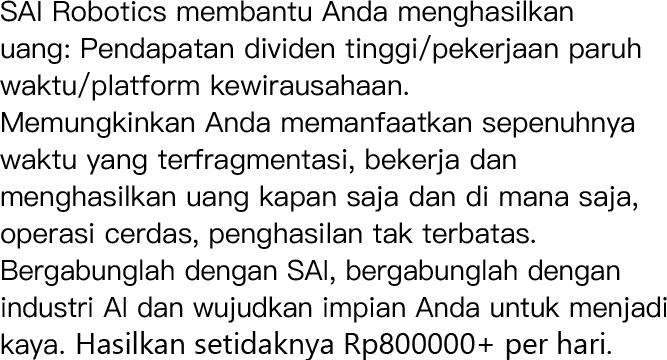 SAI Robotics membantu Anda menghasilkan
uang: Pendapatan dividen tinggi/pekerjaan paruh
waktu/platform kewirausahaan.
Memungkinkan Anda memanfaatkan sepenuhnya
waktu yang terfragmentasi, bekerja dan
menghasilkan uang kapan saja dan di mana saja,
operasi cerdas, penghasilan tak terbatas.
Bergabunglah dengan SAI, bergabunglah dengan
industri AI dan wujudkan impian Anda untuk menjadi
kaya. Hasilkan setidaknya Rp800000+ per hari.